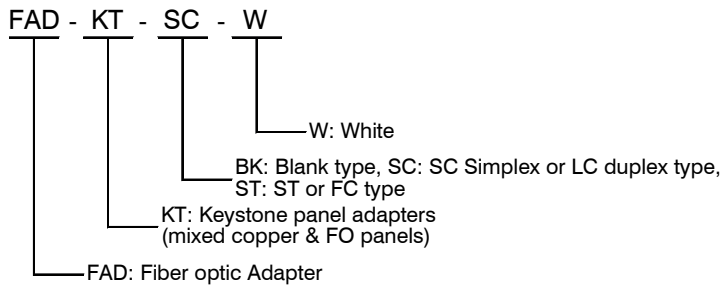 FAD - KT - SC - W
W: White
BK: Blank type, SC: SC Simplex or LC duplex type,
ST: ST or FC type
KT: Keystone panel adapters
(mixed copper & FO panels)
FAD: Fiber optic Adapter